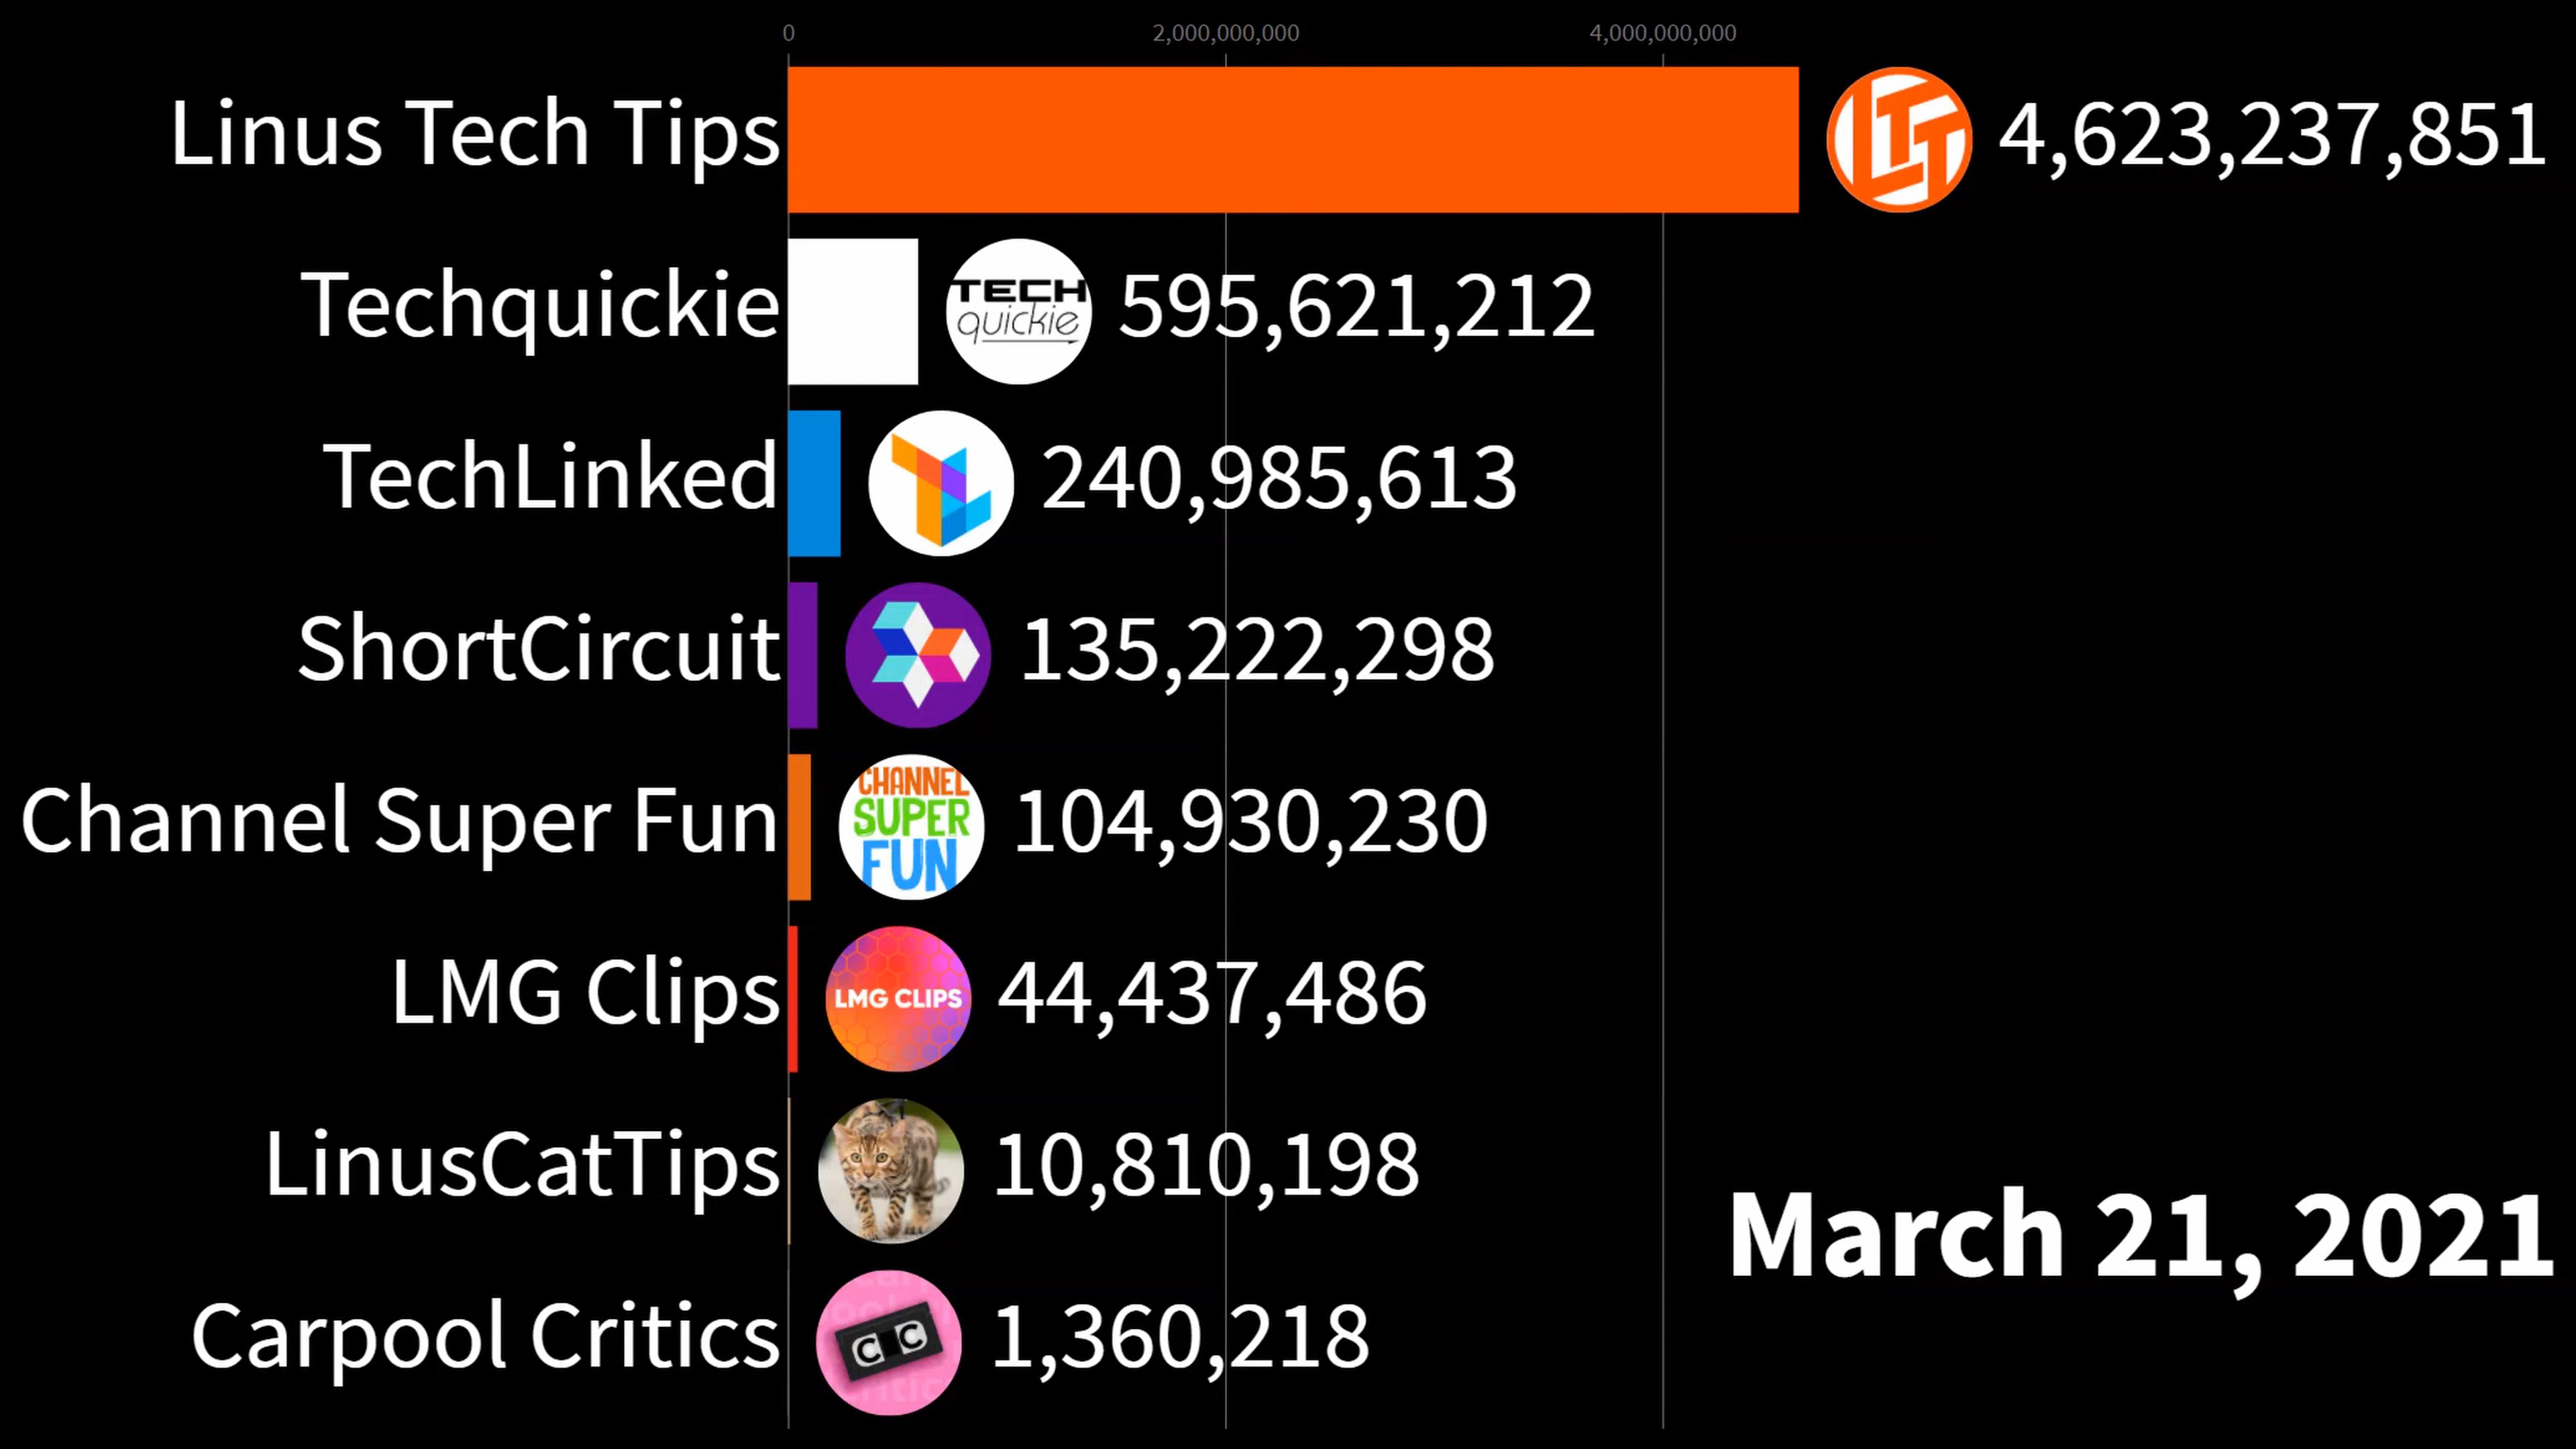 0 2,000,000,000 4,000,000,000
Linus Tech Tips LTT 4,623,237,851
Techquickie TECH 595,621,212
quickie
TechLinked 240,985,613
ShortCircuit 135,222,298
Channel Super Fun CHANNEL 104,930,230
SUPER
FUN
LMG Clips LMG CLIPS 44,437,486
LinusCatTips 10,810,198
March 21, 2021
Carpool Critics CC 1,360,218